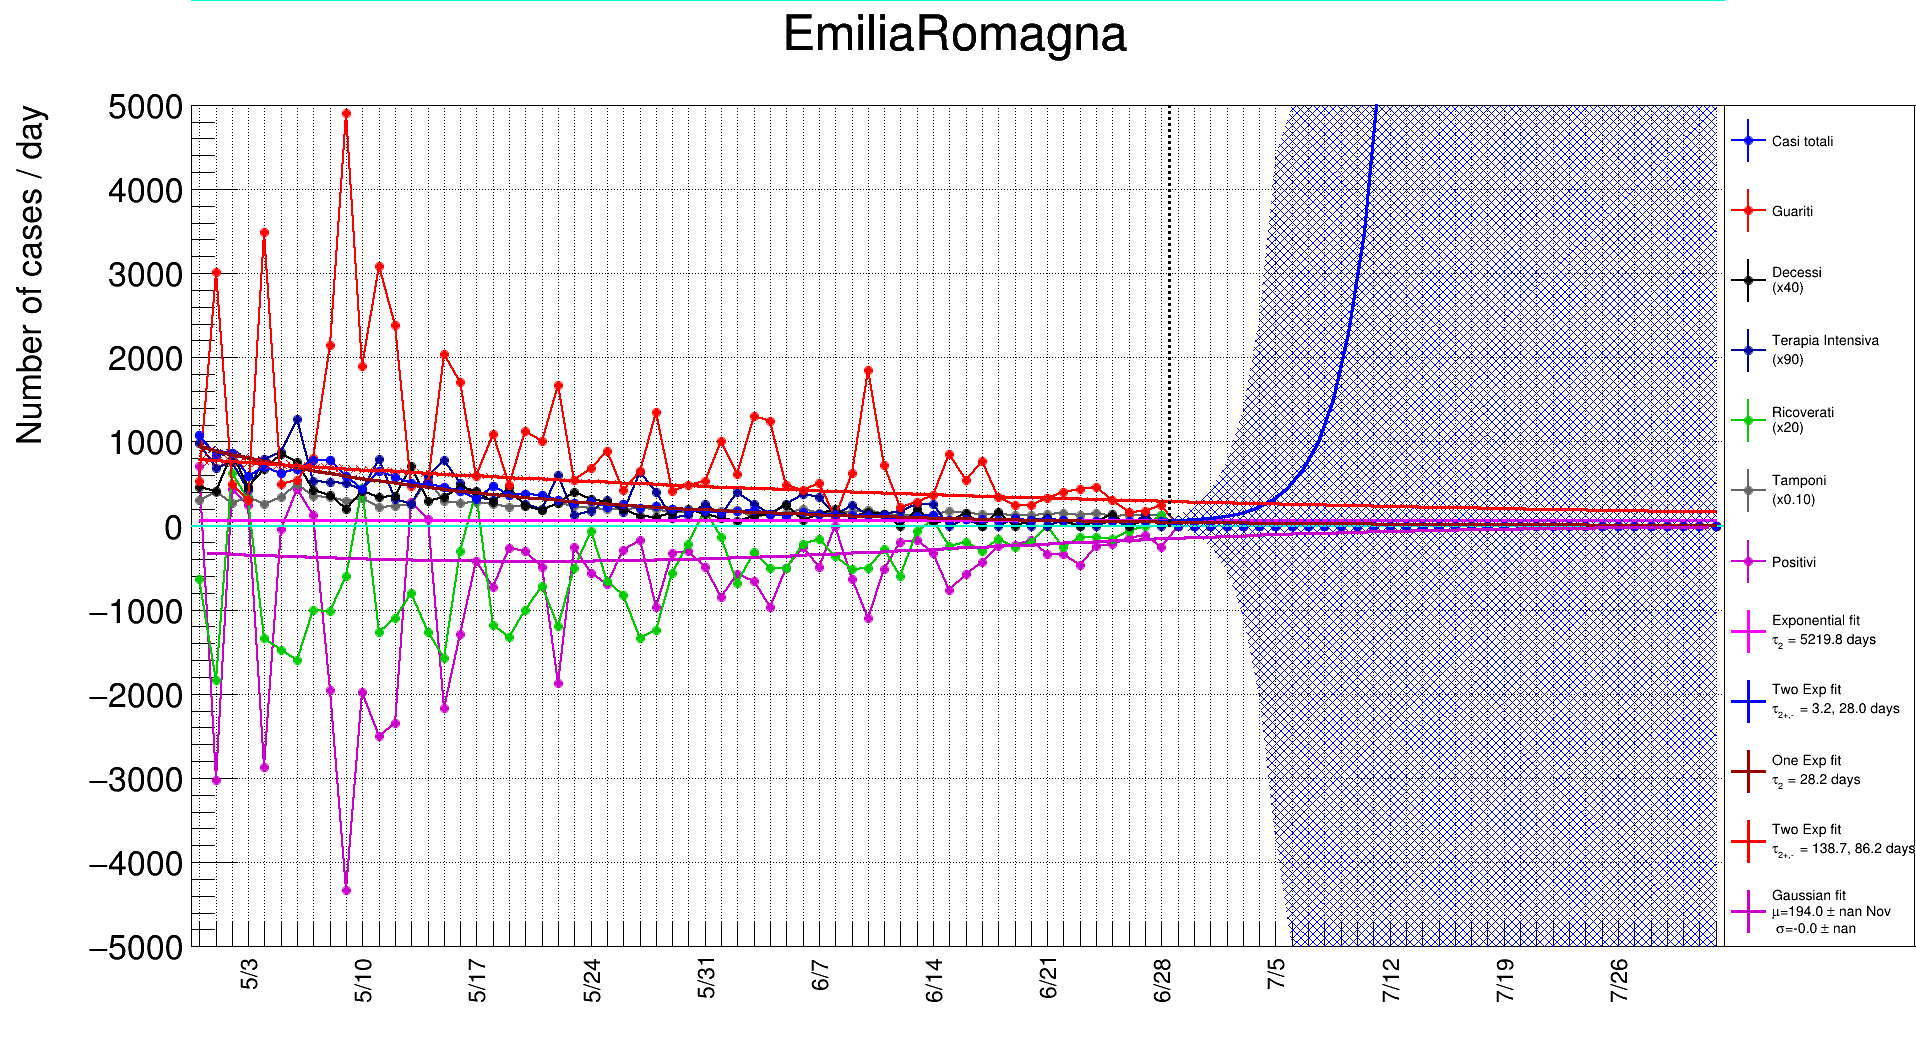 EmiliaRomagna
Number of cases / day
5000
4000
3000
2000
1000
0
−1000
−2000
−3000
−4000
−5000
5/3
5/10
5/17
5/24
5/31
6/7
6/14
6/21
6/28
7/5
7/12
7/19
7/26
Casi totali
Guariti
Decessi
(x40)
Terapia Intensiva
(x90)
Ricoverati
(x20)
Tamponi
(x0.10)
Positivi
Exponential fit
τ2 = 5219.8 days
Two Exp fit
τ2+,- = 3.2, 28.0 days
One Exp fit
τ2 = 28.2 days
Two Exp fit
τ2+,- = 138.7, 86.2 days
Gaussian fit
μ=194.0 ± nan Nov
σ=-0.0 ± nan